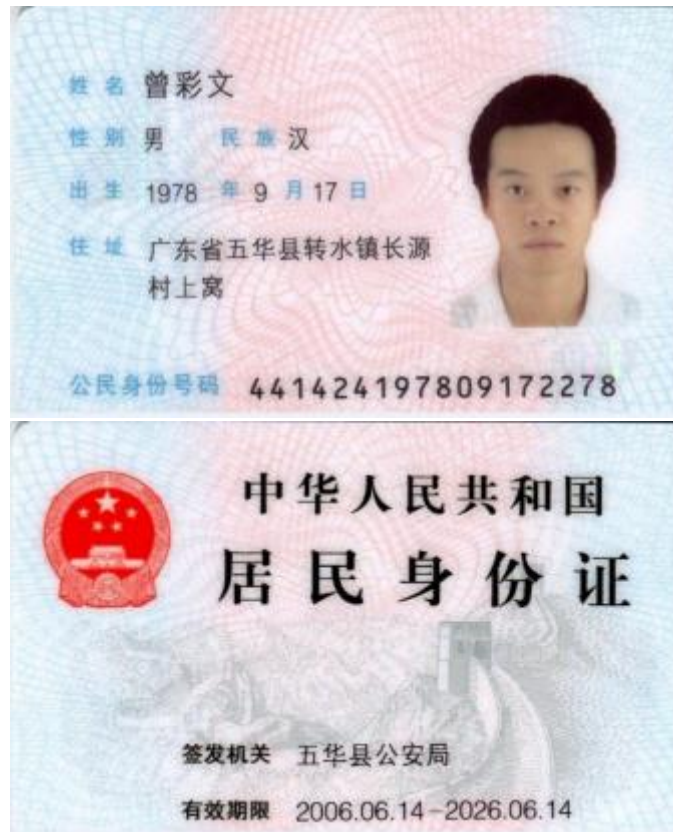 姓名 曾彩文
性别 男 民族 汉
出生 1978 年 9 月 17 日
住址 广东省五华县转水镇长源
村上窝
公民身份号码 441424197809172278
中华人民共和国
居民身份证
签发机关 五华县公安局
有效期限 2006.06.14-2026.06.14